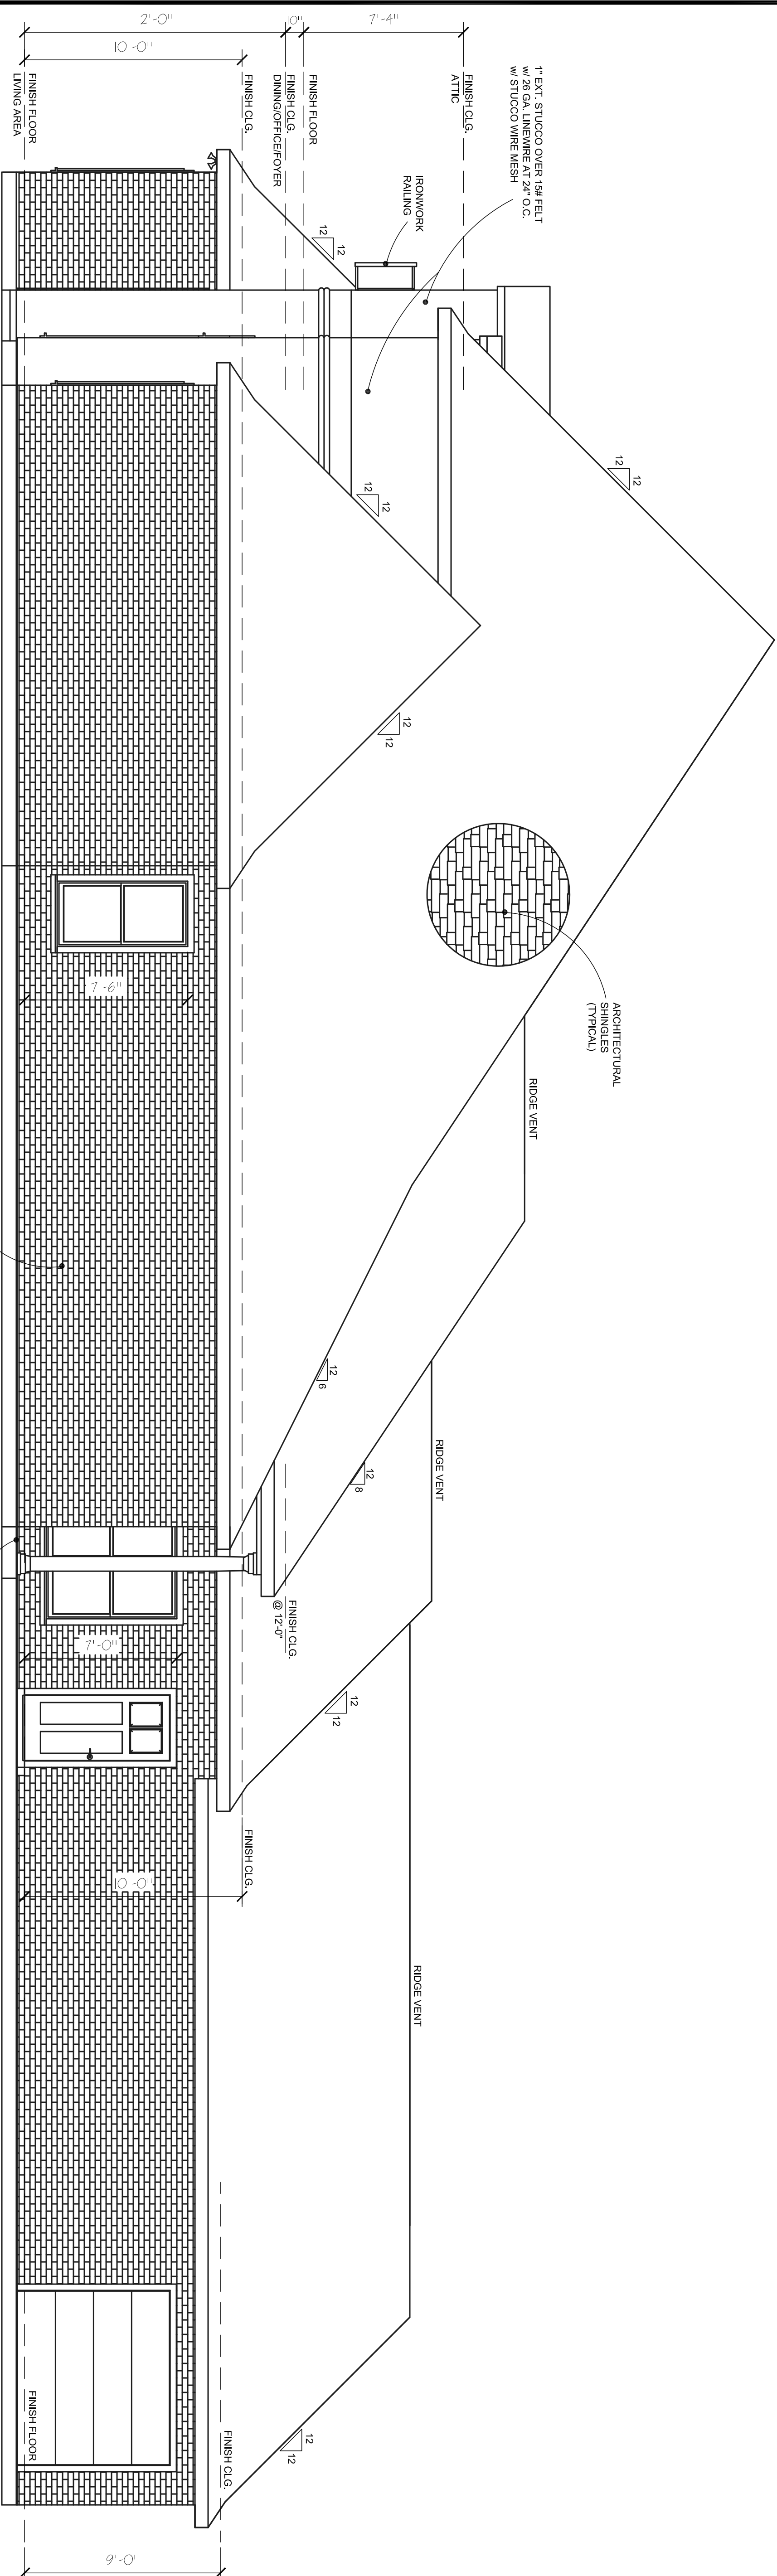 12'-0"
10"
7'-4"
10'-0"
1" EXT. STUCCO OVER 15# FELT
w/ 26 GA. LINEWIRE AT 24" O.C.
w/ STUCCO WIRE MESH
FINISH CLG.
ATTIC
FINISH FLOOR
FINISH CLG.
DINING/OFFICE/FOYER
FINISH CLG.
FINISH FLOOR
LIVING AREA
IRONWORK
RAILING
12
12
12
12
12
12
12
12
ARCHITECTURAL
SHINGLES
(TYPICAL)
7'-6"
RIDGE VENT
12
6
12
8
RIDGE VENT
FINISH CLG.
@ 12'-0"
7'-0"
12
12
FINISH CLG.
10'-0"
RIDGE VENT
12
12
FINISH CLG.
FINISH FLOOR
9'-0"